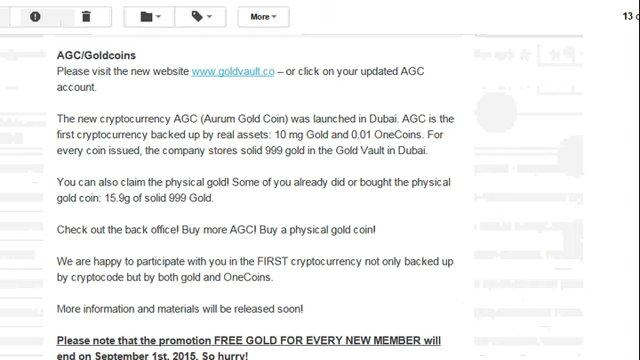 More
13 o
AGC/Goldcoins
Please visit the new website www.goldvault.co – or click on your updated AGC
account.
The new cryptocurrency AGC (Aurum Gold Coin) was launched in Dubai. AGC is the
first cryptocurrency backed up by real assets: 10 mg Gold and 0.01 OneCoins. For
every coin issued, the company stores solid 999 gold in the Gold Vault in Dubai.
You can also claim the physical gold! Some of you already did or bought the physical
gold coin: 15.9g of solid 999 Gold.
Check out the back office! Buy more AGC! Buy a physical gold coin!
We are happy to participate with you in the FIRST cryptocurrency not only backed up
by cryptocode but by both gold and OneCoins.
More information and materials will be released soon!
Please note that the promotion FREE GOLD FOR EVERY NEW MEMBER will
end on September 1st, 2015. So hurry!